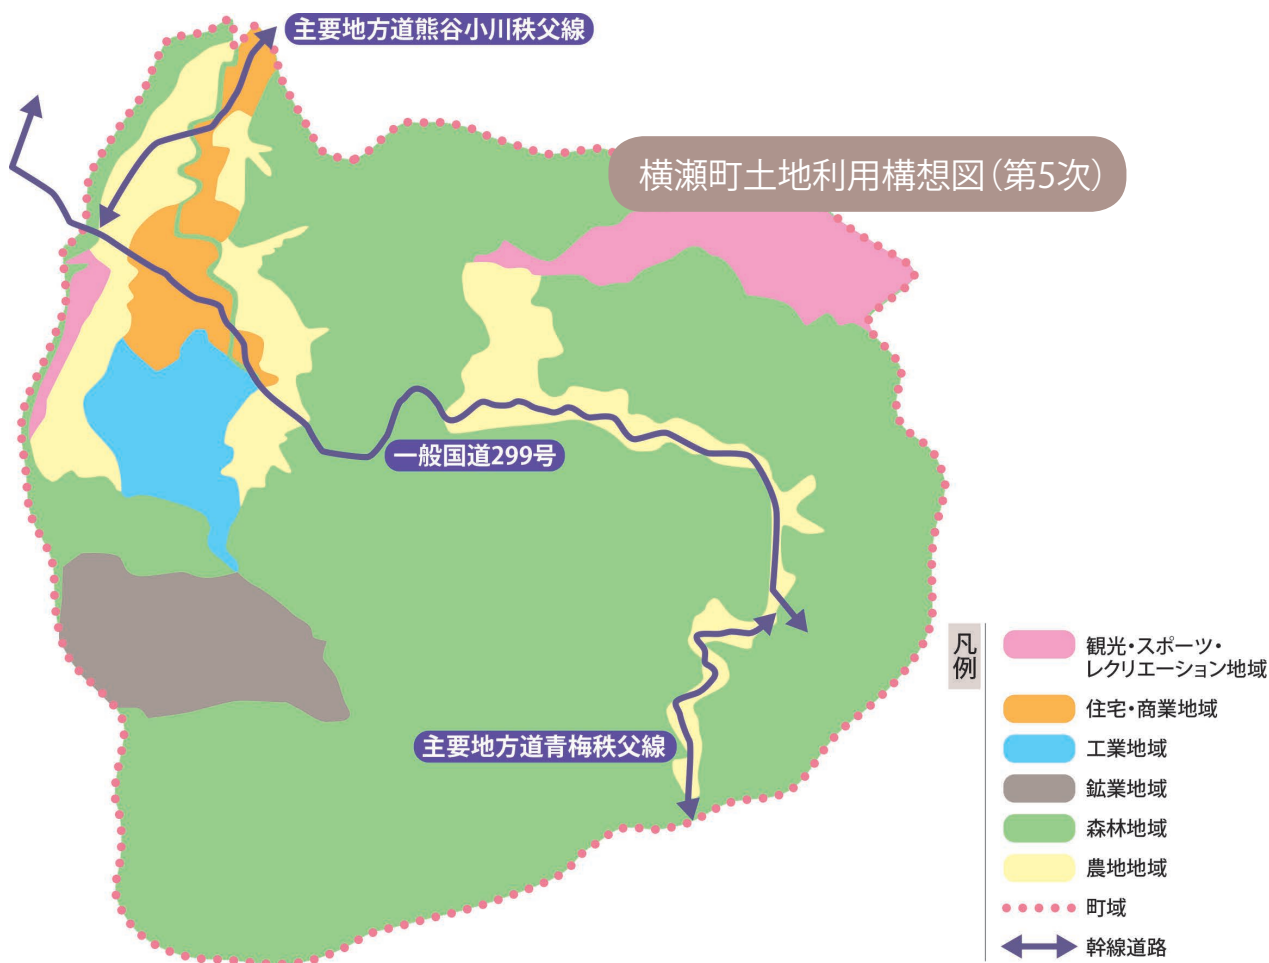 主要地方道熊谷小川秩父線
横瀬町土地利用構想図（第5次）
一般国道299号
主要地方道青梅秩父線
凡例
観光・スポーツ・
レクリエーション地域
住宅・商業地域
工業地域
鉱業地域
森林地域
農地地域
町域
幹線道路